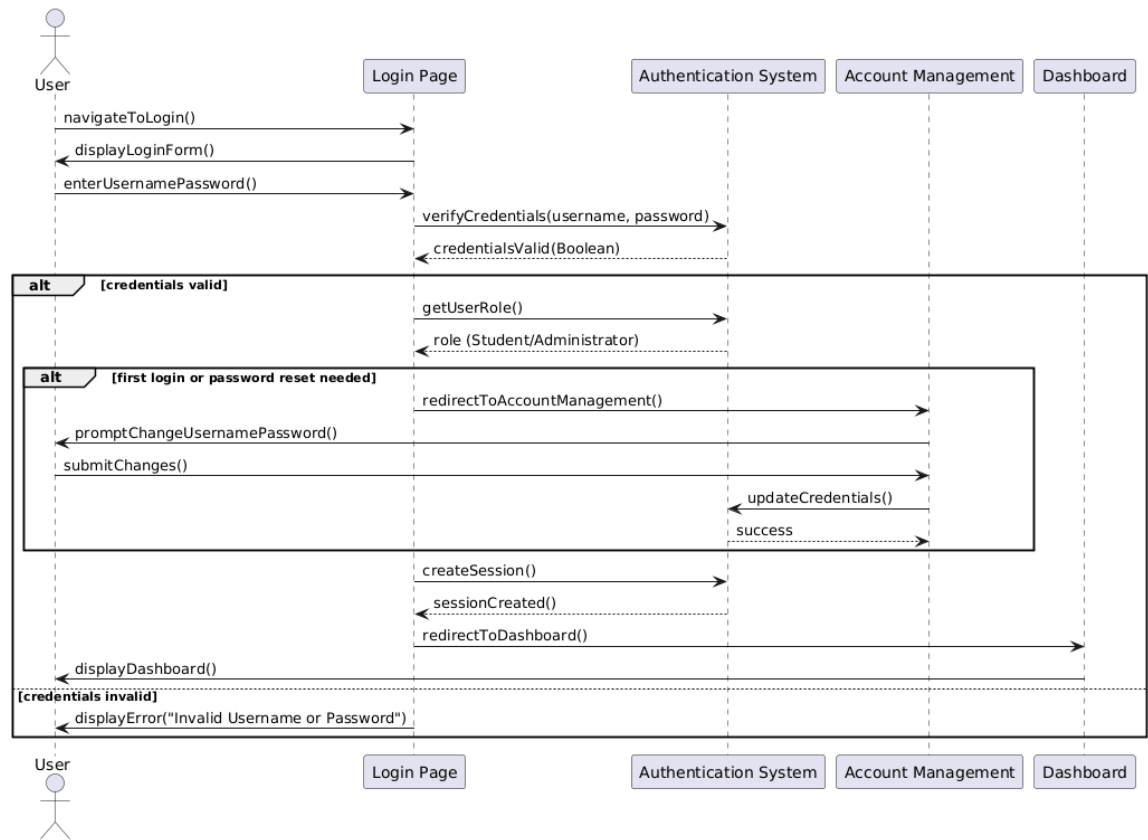 User
Login Page
Authentication System
Account Management
Dashboard
navigateToLogin()
displayLoginForm()
enterUsernamePassword()
verifyCredentials(username, password)
credentialsValid(Boolean)
alt [credentials valid]
getUserRole()
role (Student/Administrator)
alt [first login or password reset needed]
redirectToAccountManagement()
promptChangeUsernamePassword()
submitChanges()
updateCredentials()
success
createSession()
sessionCreated()
redirectToDashboard()
displayDashboard()
[credentials invalid]
displayError("Invalid Username or Password")
User
Login Page
Authentication System
Account Management
Dashboard